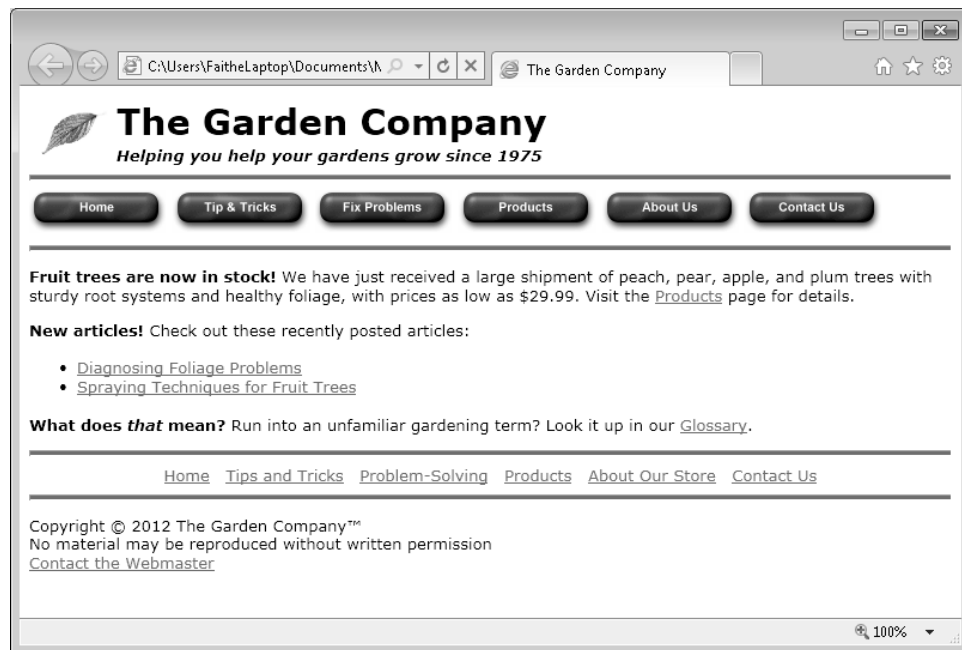 C:\Users\FaitheLaptop\Documents\
The Garden Company
The Garden Company
Helping you help your gardens grow since 1975
Home Tip & Tricks Fix Problems Products About Us Contact Us
Fruit trees are now in stock! We have just received a large shipment of peach, pear, apple, and plum trees with
sturdy root systems and healthy foliage, with prices as low as $29.99. Visit the Products page for details.
New articles! Check out these recently posted articles:
• Diagnosing Foliage Problems
• Spraying Techniques for Fruit Trees
What does that mean? Run into an unfamiliar gardening term? Look it up in our Glossary.
Home Tips and Tricks Problem-Solving Products About Our Store Contact Us
Copyright © 2012 The Garden Company™
No material may be reproduced without written permission
Contact the Webmaster
100%